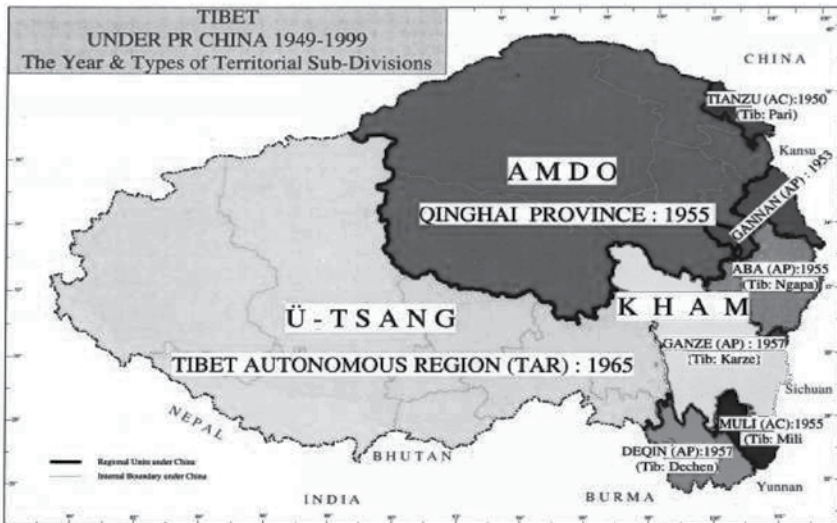 TIBET
UNDER PR CHINA 1949-1999
The Year & Types of Territorial Sub-Divisions
CHINA
TIANZU (AC):1950
(Tib: Pari)
Kansu
AMDO
GANNAN (AP) : 1953
QINGHAI PROVINCE : 1955
ABA (AP):1955
(Tib: Ngapa)
KHAM
Ü-TSANG
GANZE (AP) : 1957
(Tib: Karze)
TIBET AUTONOMOUS REGION (TAR) : 1965
Sichuan
NEPAL
MULI (AC):1955
(Tib: Mili
DEQIN (AP):1957
(Tib: Dechen)
BHUTAN
Regional Units under China
Internal Boundary under China
Yunnan
INDIA
BURMA